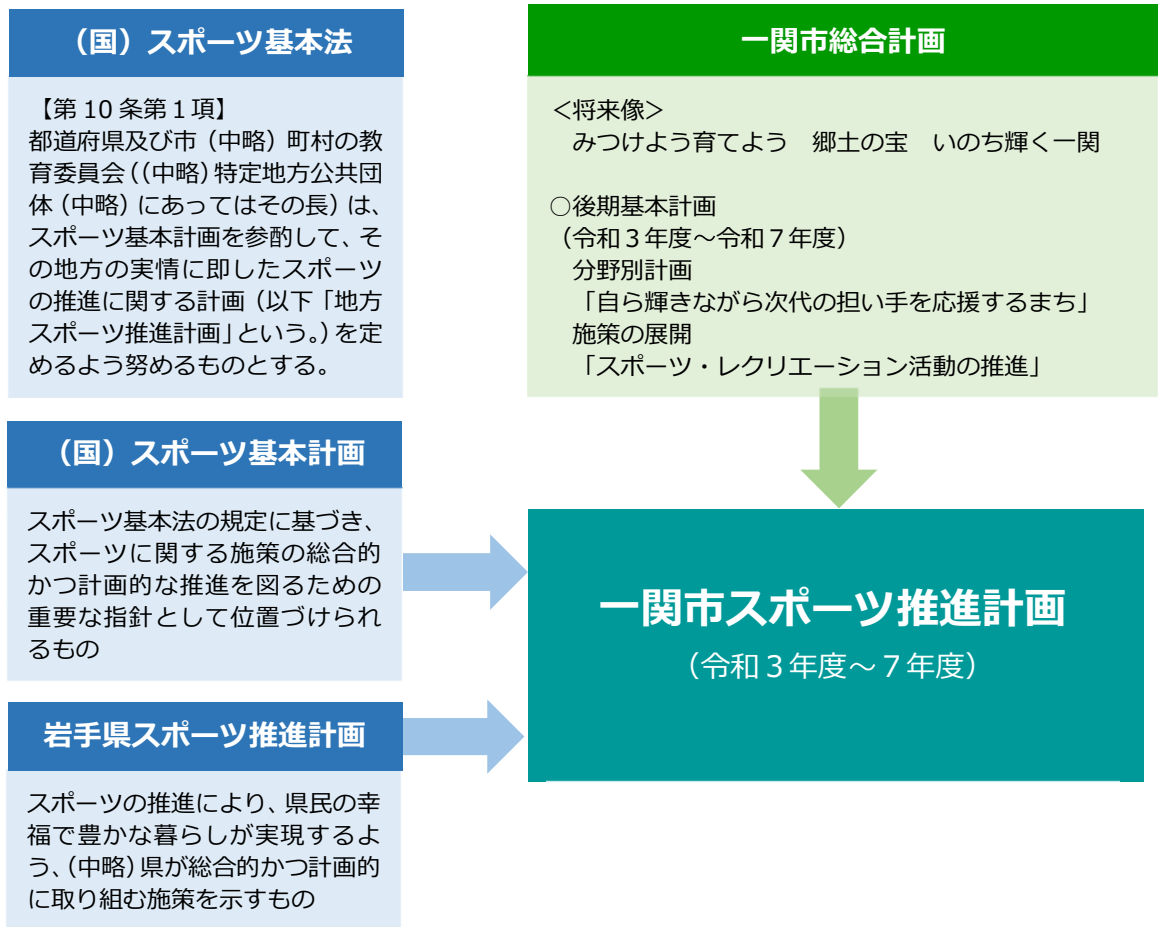 （国）スポーツ基本法
【第10条第1項】
都道府県及び市（中略）町村の教
育委員会（（中略）特定地方公共団
体（中略）にあってはその長）は、
スポーツ基本計画を参酌して、そ
の地方の実情に即したスポーツ
の推進に関する計画（以下「地方
スポーツ推進計画」という。）を定
めるよう努めるものとする。
一関市総合計画
＜将来像＞
みつけよう育てよう　郷土の宝　いのち輝く一関
○後期基本計画
（令和３年度～令和７年度）
分野別計画
「自ら輝きながら次代の担い手を応援するまち」
施策の展開
「スポーツ・レクリエーション活動の推進」
（国）スポーツ基本計画
スポーツ基本法の規定に基づき、
スポーツに関する施策の総合的
かつ計画的な推進を図るための
重要な指針として位置づけられ
るもの
岩手県スポーツ推進計画
スポーツの推進により、県民の幸
福で豊かな暮らしが実現するよ
う、（中略）県が総合的かつ計画的
に取り組む施策を示すもの
一関市スポーツ推進計画
（令和３年度～７年度）